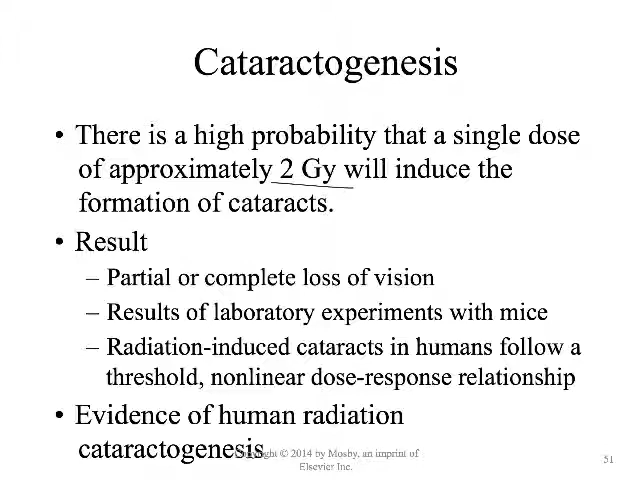 Cataractogenesis
• There is a high probability that a single dose
of approximately 2 Gy will induce the
formation of cataracts.
• Result
– Partial or complete loss of vision
– Results of laboratory experiments with mice
– Radiation-induced cataracts in humans follow a
threshold, nonlinear dose-response relationship
• Evidence of human radiation
cataractogenesis
Copyright © 2014 by Mosby, an imprint of
Elsevier Inc.
51